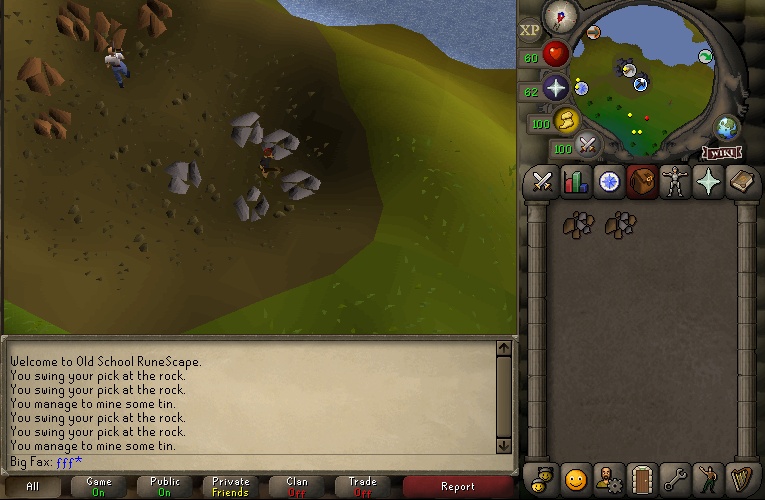 XP
60
62
100
100
WIKI
Welcome to Old School RuneScape.
You swing your pick at the rock.
You swing your pick at the rock.
You manage to mine some tin.
You swing your pick at the rock.
You swing your pick at the rock.
You manage to mine some tin.
Big Fax: fff*
All
Game
On
Public
On
Private
Friends
Clan
Off
Trade
Off
Report